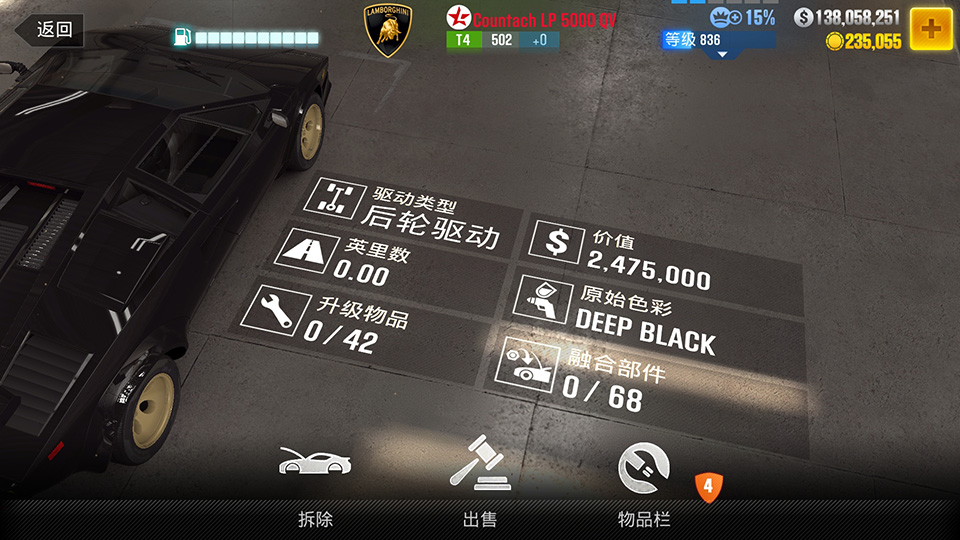 返回
LAMBORGHINI
Countach LP 5000 QV
T4 502 +0
15%
等级 836
138,058,251
235,055
驱动类型
后轮驱动
英里数
0.00
升级物品
0/42
价值
2,475,000
原始色彩
DEEP BLACK
融合部件
0/68
拆除
出售
物品栏
4